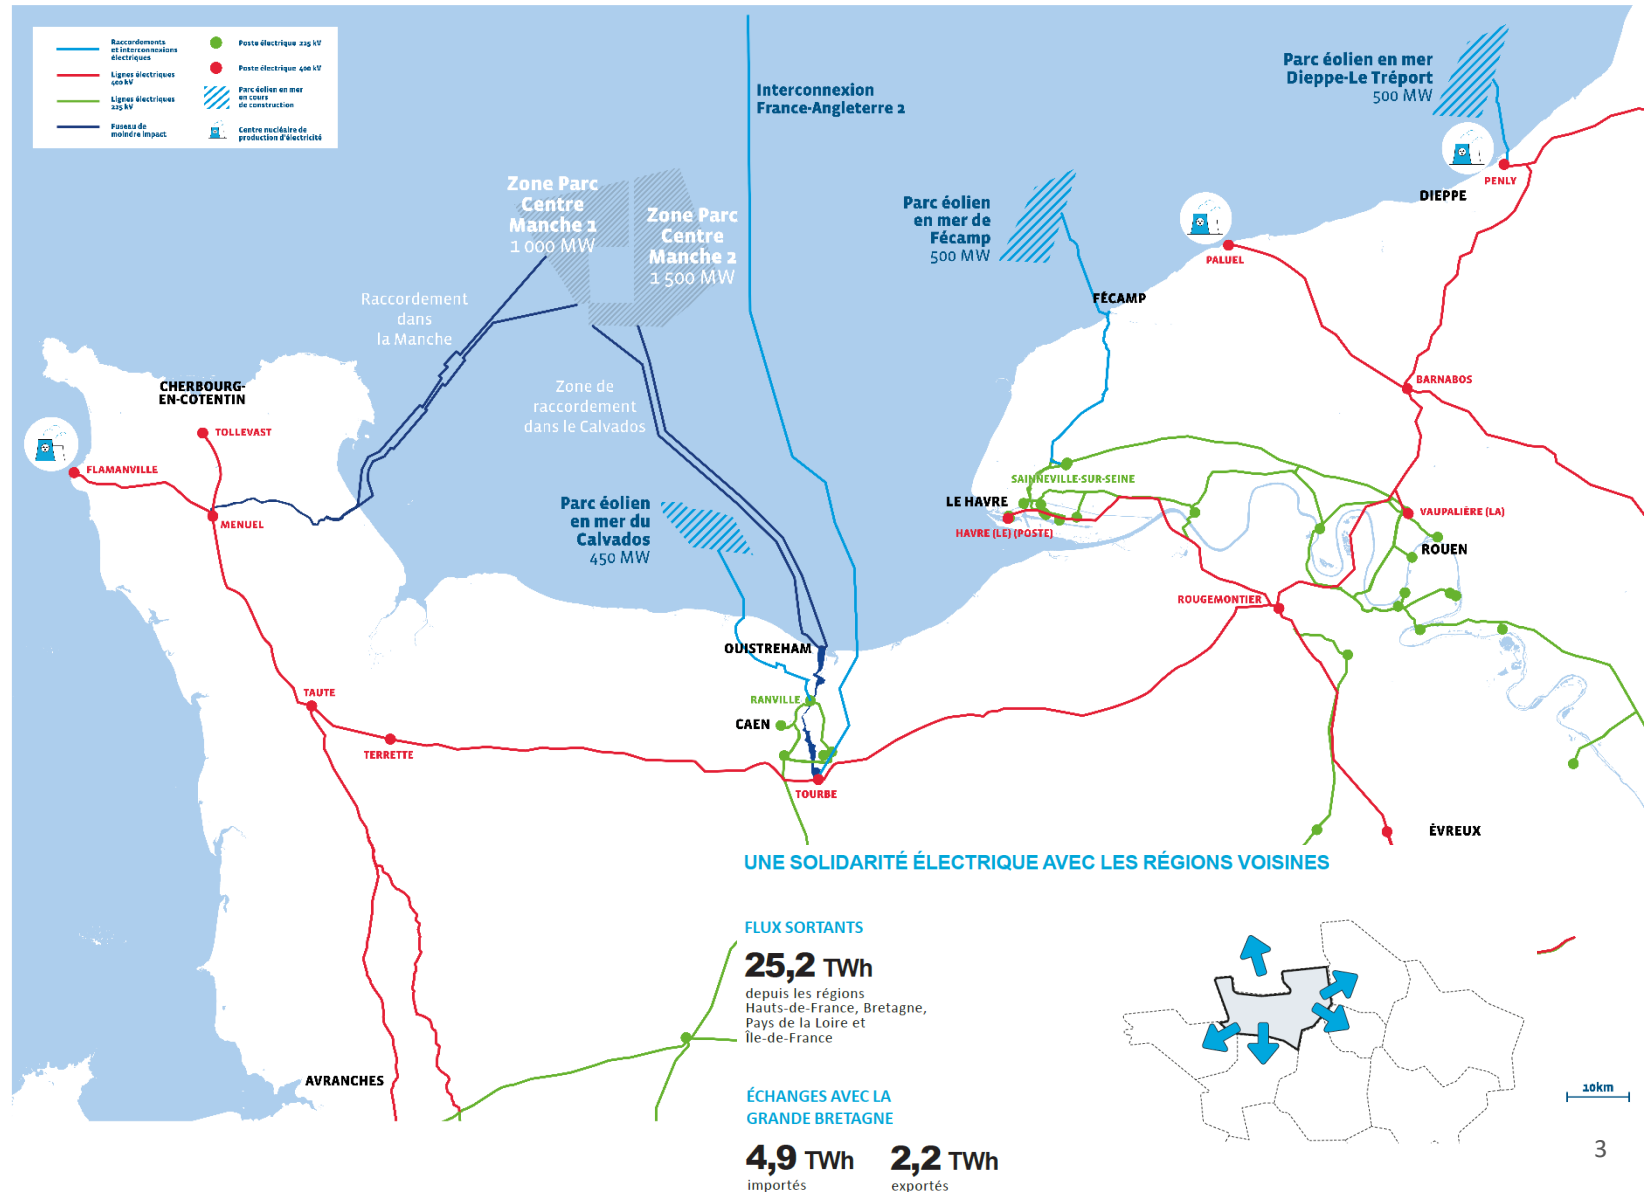 Raccordements
et interconnexions
électriques
Lignes électriques
400 kV
Lignes électriques
225 kV
Fuseau de
moindre impact
Poste électrique 225 kV
Poste électrique 400 kV
Parc éolien en mer
en cours
de construction
Centre nucléaire de
production d'électricité
Interconnexion
France-Angleterre 2
Parc éolien en mer
Dieppe-Le Tréport
500 MW
PENLY
DIEPPE
Zone Parc
Centre
Manche 1
1 000 MW
Zone Parc
Centre
Manche 2
1 500 MW
Parc éolien
en mer de
Fécamp
500 MW
PALUEL
FÉCAMP
Raccordement
dans
la Manche
Zone de
raccordement
dans le Calvados
CHERBOURG-
EN-COTENTIN
TOLLEVAST
FLAMANVILLE
MENUEL
BARNABOS
SAINNEVILLE-SUR-SEINE
LE HAVRE
HAVRE (LE) (POSTE)
VAUPALIÈRE (LA)
ROUEN
Parc éolien
en mer du
Calvados
450 MW
ROUGEMONTIER
OUISTREHAM
RANVILLE
CAEN
TAUTE
TERRETTE
TOURBE
ÉVREUX
AVRANCHES
UNE SOLIDARITÉ ÉLECTRIQUE AVEC LES RÉGIONS VOISINES
FLUX SORTANTS
25,2 TWh
depuis les régions
Hauts-de-France, Bretagne,
Pays de la Loire et
Île-de-France
ÉCHANGES AVEC LA
GRANDE BRETAGNE
4,9 TWh
importés
2,2 TWh
exportés
10km
3